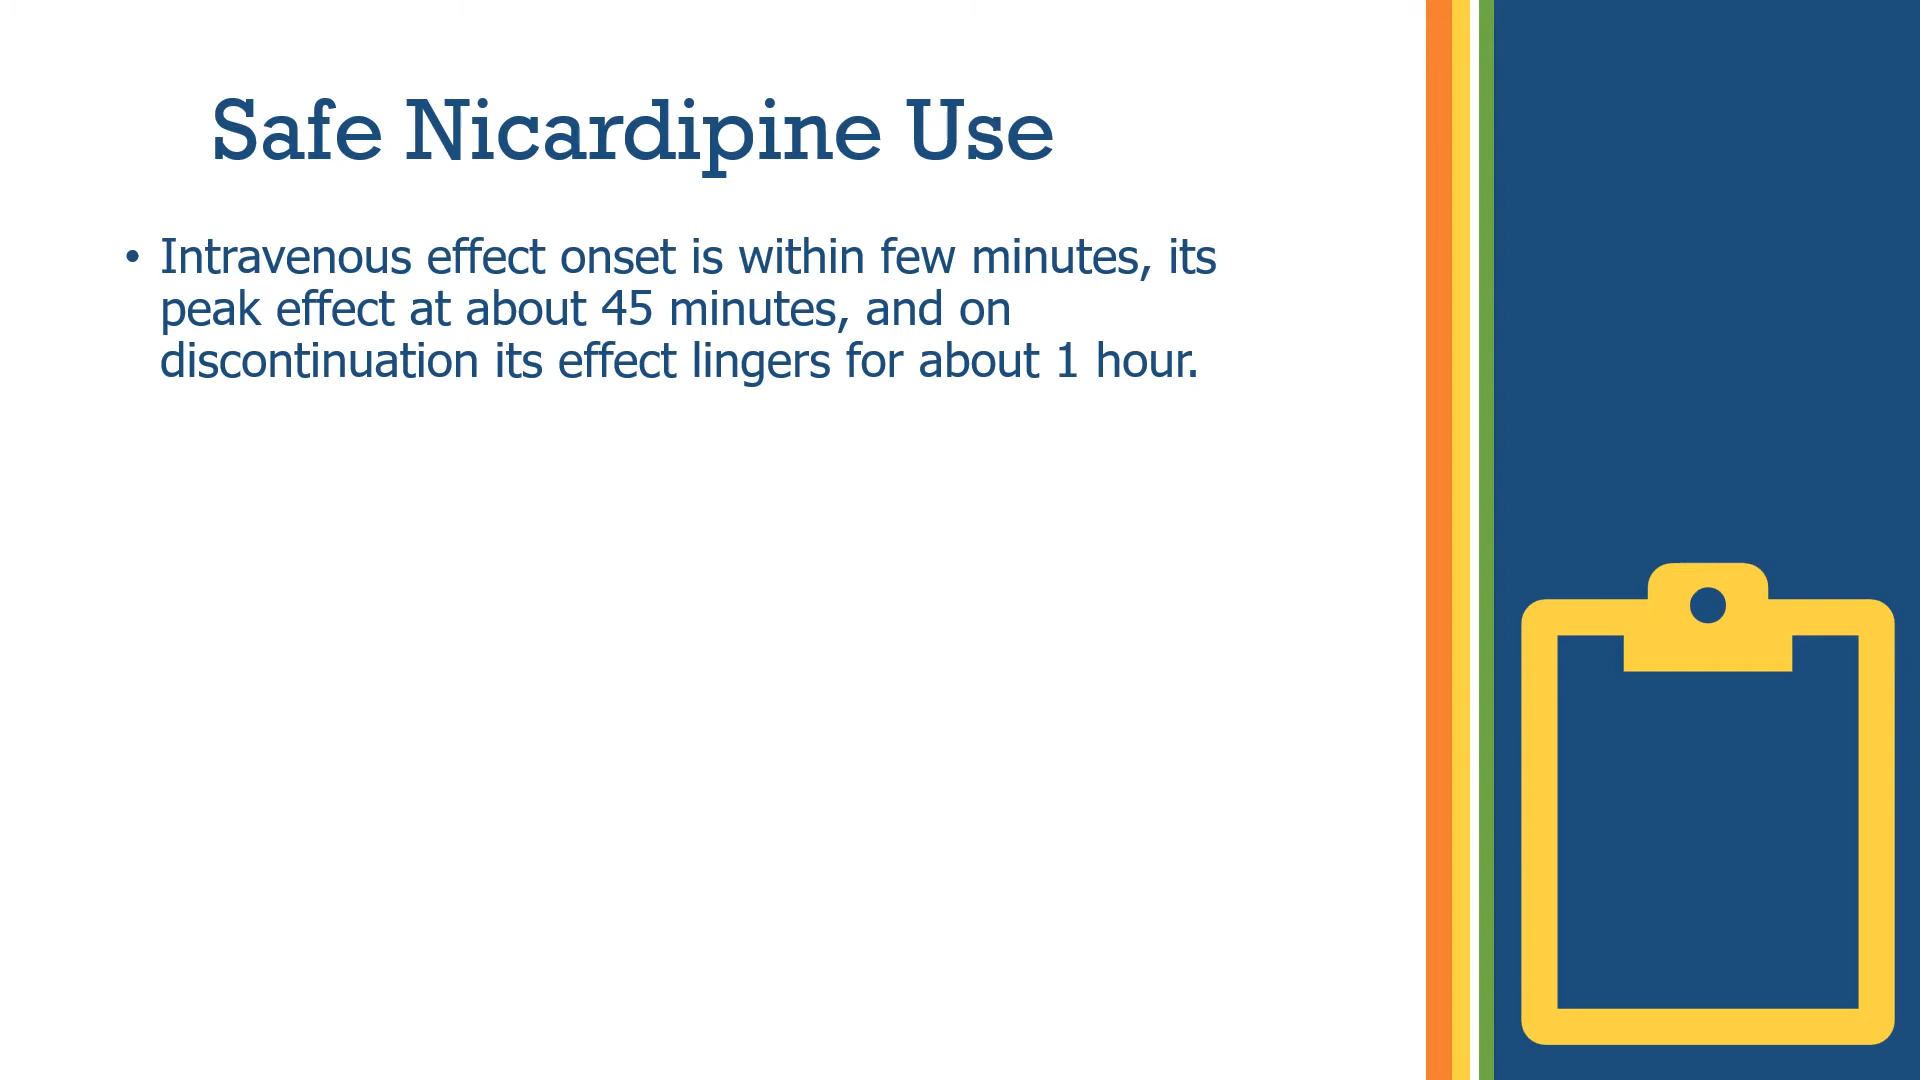 Safe Nicardipine Use
• Intravenous effect onset is within few minutes, its
peak effect at about 45 minutes, and on
discontinuation its effect lingers for about 1 hour.